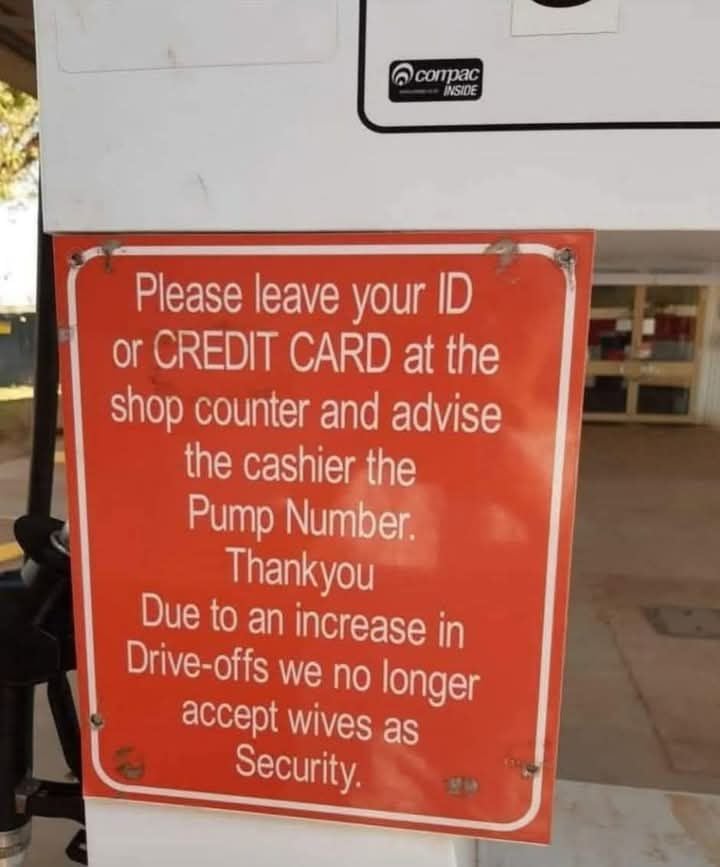 compac
INSIDE
Please leave your ID
or CREDIT CARD at the
shop counter and advise
the cashier the
Pump Number.
Thankyou
Due to an increase in
Drive-offs we no longer
accept wives as
Security.